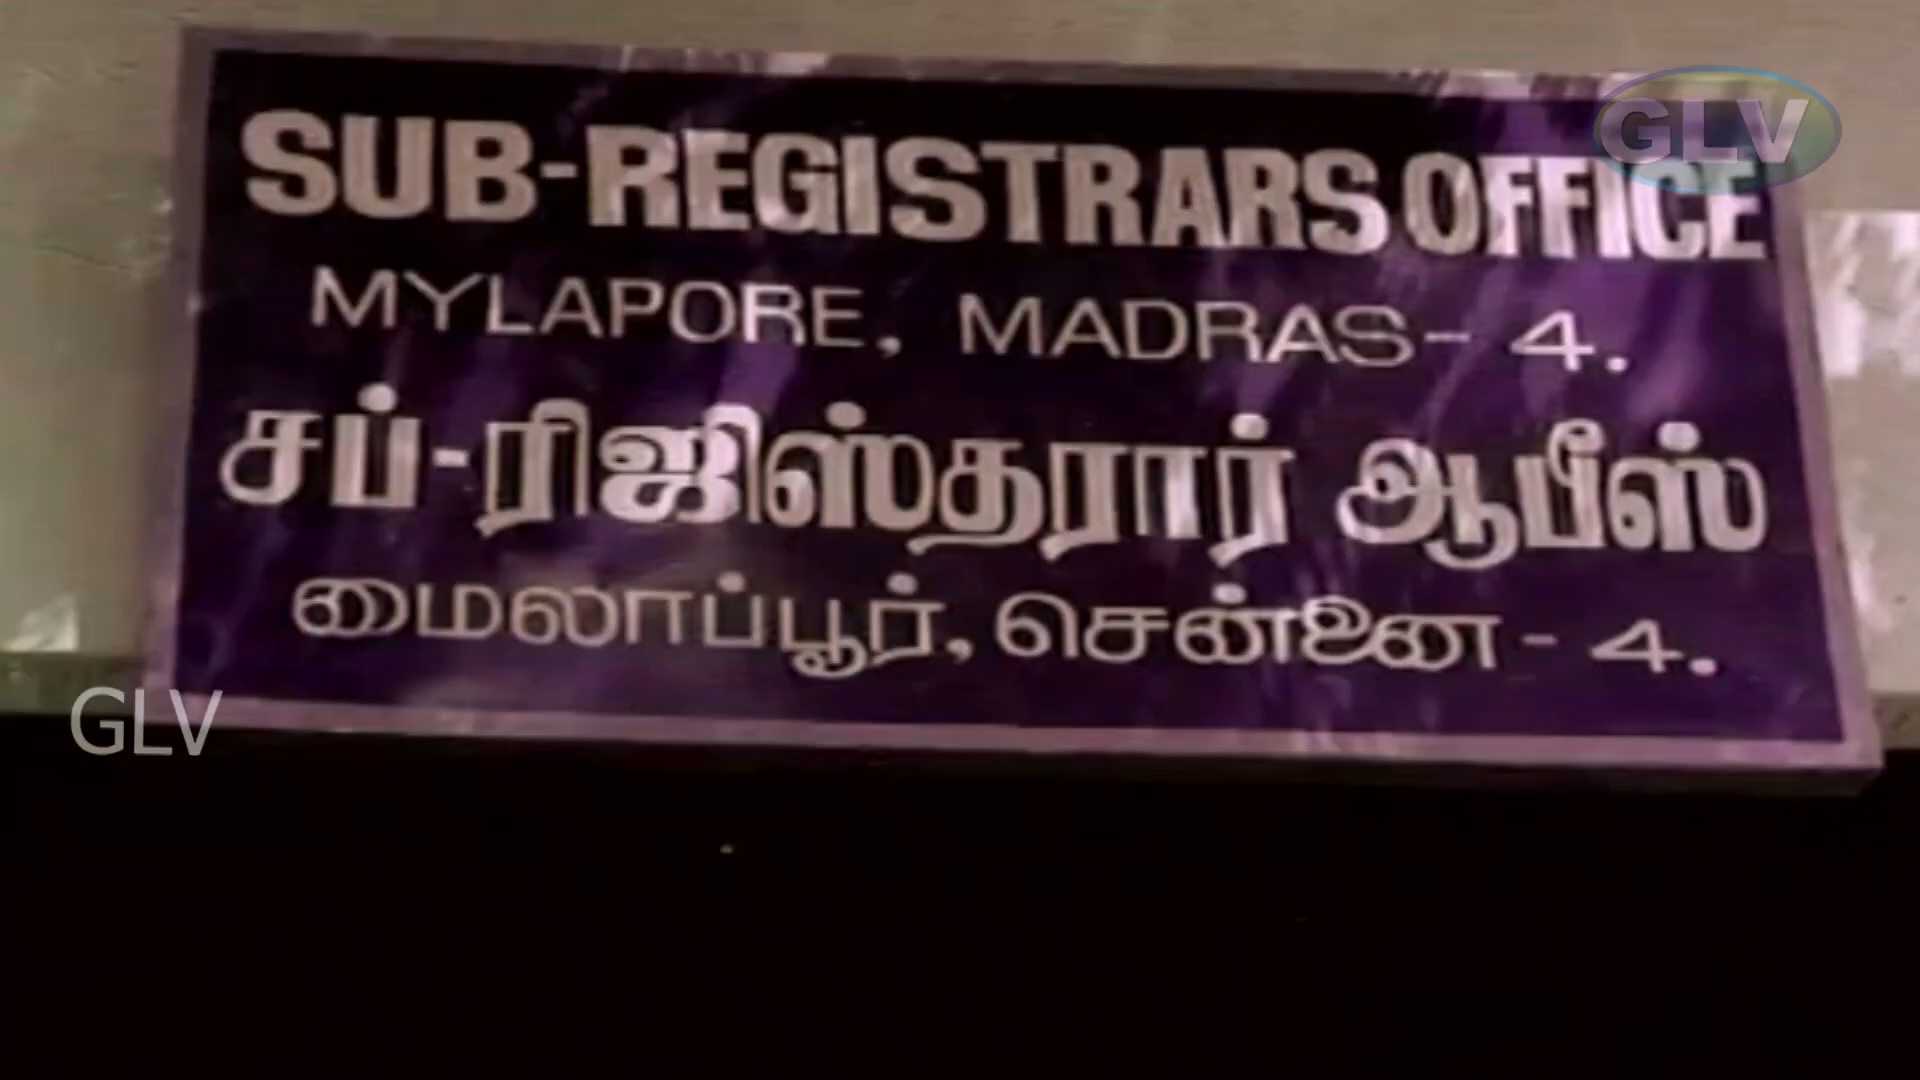 GLV
SUB-REGISTRARS OFFICE
MYLAPORE, MADRAS - 4.
சப்-ரிஜிஸ்தரார் ஆபீஸ்
மைலாப்பூர், சென்னை - 4.
GLV